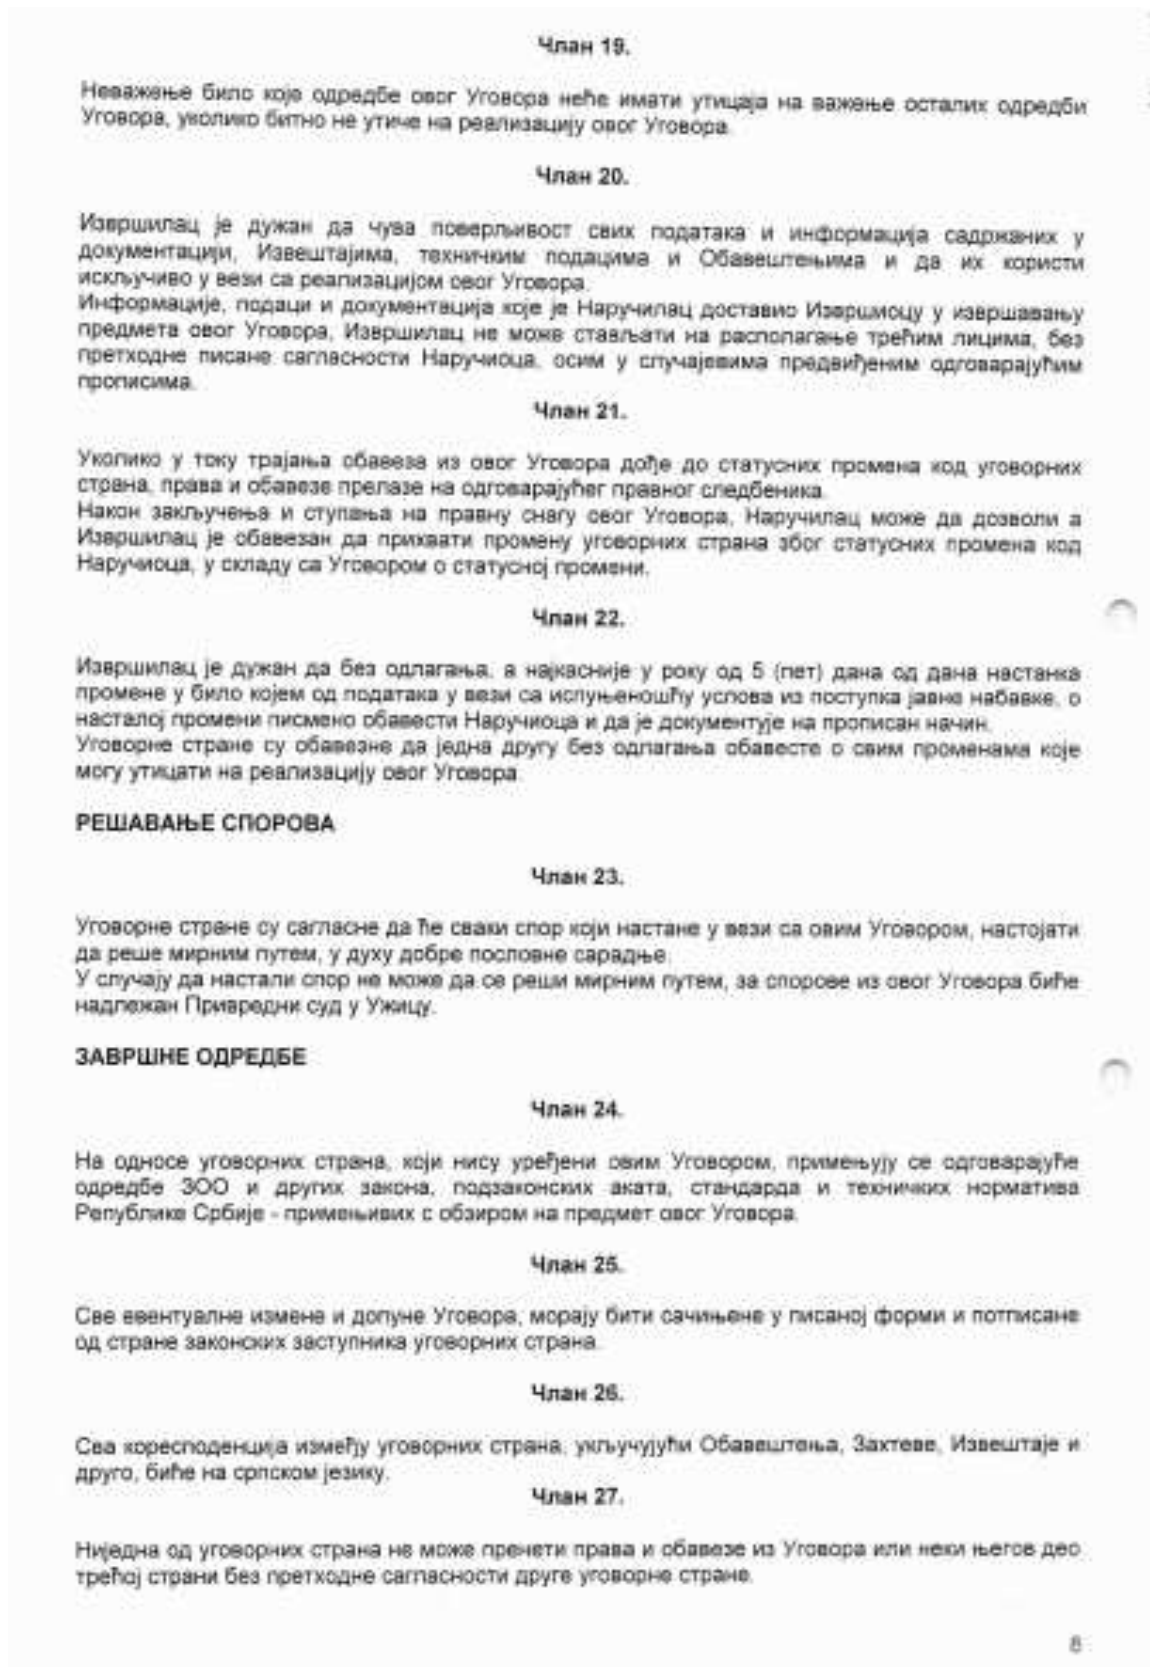 Члан 19.
Неважење било које одредбе овог Уговора неће имати утицаја на важење осталих одредби
Уговора, уколико битно не утиче на реализацију овог Уговора.
Члан 20.
Извршилац је дужан да чува поверљивост свих података и информација садржаних у
документацији, Извештајима, техничким подацима и Обавештењима и да их користи
искључиво у вези са реализацијом овог Уговора.
Информације, подаци и документација које је Наручилац доставио Извршиоцу у извршавању
предмета овог Уговора, Извршилац не може стављати на располагање трећим лицима, без
претходне писане сагласности Наручиоца, осим у случајевима предвиђеним одговарајућим
прописима.
Члан 21.
Уколико у току трајања обавеза из овог Уговора дође до статусних промена код уговорних
страна, права и обавезе прелазе на одговарајућег правног следбеника.
Након закључења и ступања на правну снагу овог Уговора, Наручилац може да дозволи а
Извршилац је обавезан да прихвати промену уговорних страна због статусних промена код
Наручиоца, у складу са Уговором о статусној промени.
Члан 22.
Извршилац је дужан да без одлагања, а најкасније у року од 5 (пет) дана од дана настанка
промене у било којем од података у вези са испуњеношћу услова из поступка јавне набавке, о
насталој промени писмено обавести Наручиоца и да је документује на прописан начин.
Уговорне стране су обавезне да једна другу без одлагања обавесте о свим променама које
могу утицати на реализацију овог Уговора.
РЕШАВАЊЕ СПОРОВА
Члан 23.
Уговорне стране су сагласне да ће сваки спор који настане у вези са овим Уговором, настојати
да реше мирним путем, у духу добре пословне сарадње.
У случају да настали спор не може да се реши мирним путем, за спорове из овог Уговора биће
надлежан Привредни суд у Ужицу.
ЗАВРШНЕ ОДРЕДБЕ
Члан 24.
На односе уговорних страна, који нису уређени овим Уговором, примењују се одговарајуће
одредбе ЗОО и других закона, подзаконских аката, стандарда и техничких норматива
Републике Србије - примењивих с обзиром на предмет овог Уговора.
Члан 25.
Све евентуалне измене и допуне Уговора, морају бити сачињене у писаној форми и потписане
од стране законских заступника уговорних страна.
Члан 26.
Сва коресподенција између уговорних страна, укључујући Обавештења, Захтеве, Извештаје и
друго, биће на српском језику.
Члан 27.
Ниједна од уговорних страна не може пренети права и обавезе из Уговора или неки његов део
трећој страни без претходне сагласности друге уговорне стране.
8